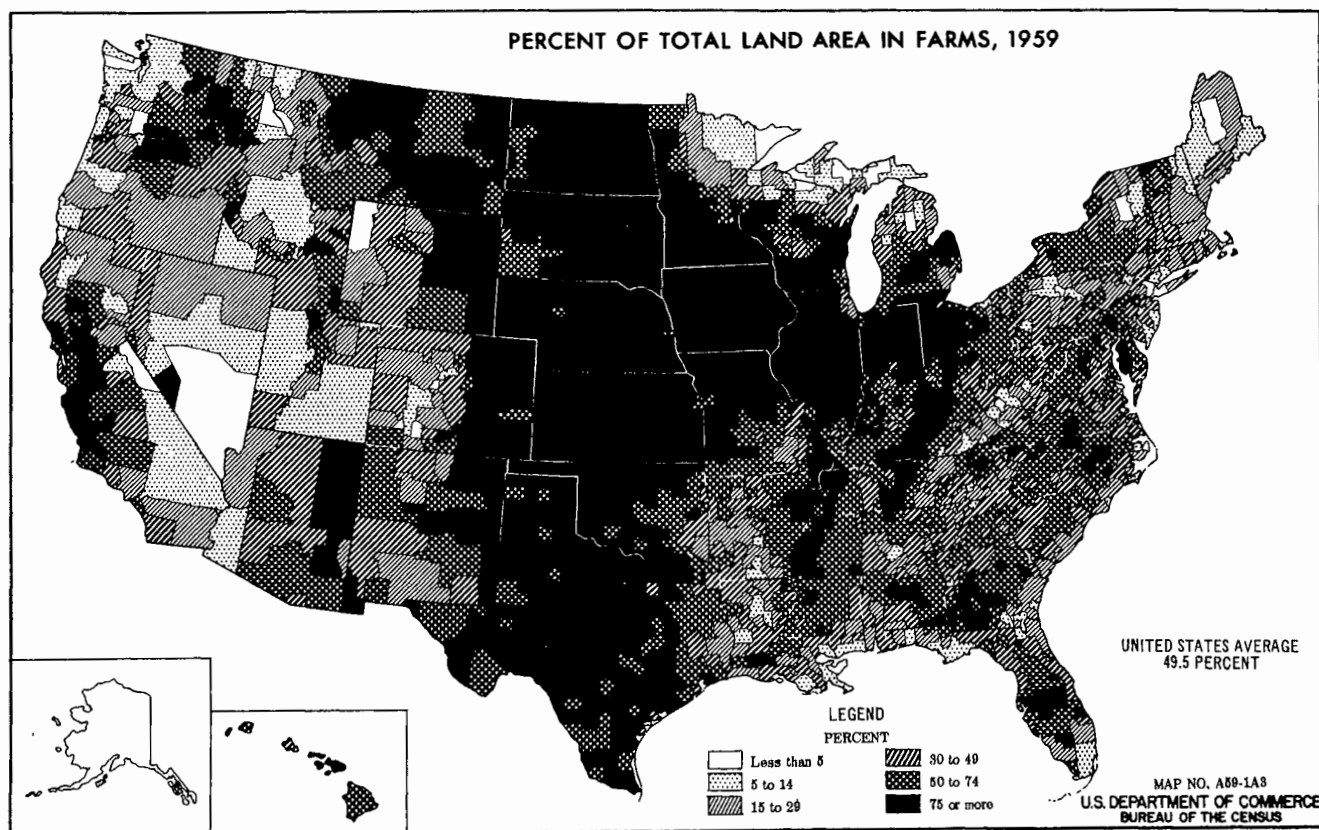 PERCENT OF TOTAL LAND AREA IN FARMS, 1959
UNITED STATES AVERAGE
49.5 PERCENT
LEGEND
PERCENT
Less than 5
5 to 14
15 to 29
30 to 49
50 to 74
75 or more
MAP NO. A59-1A3
U.S. DEPARTMENT OF COMMERCE
BUREAU OF THE CENSUS